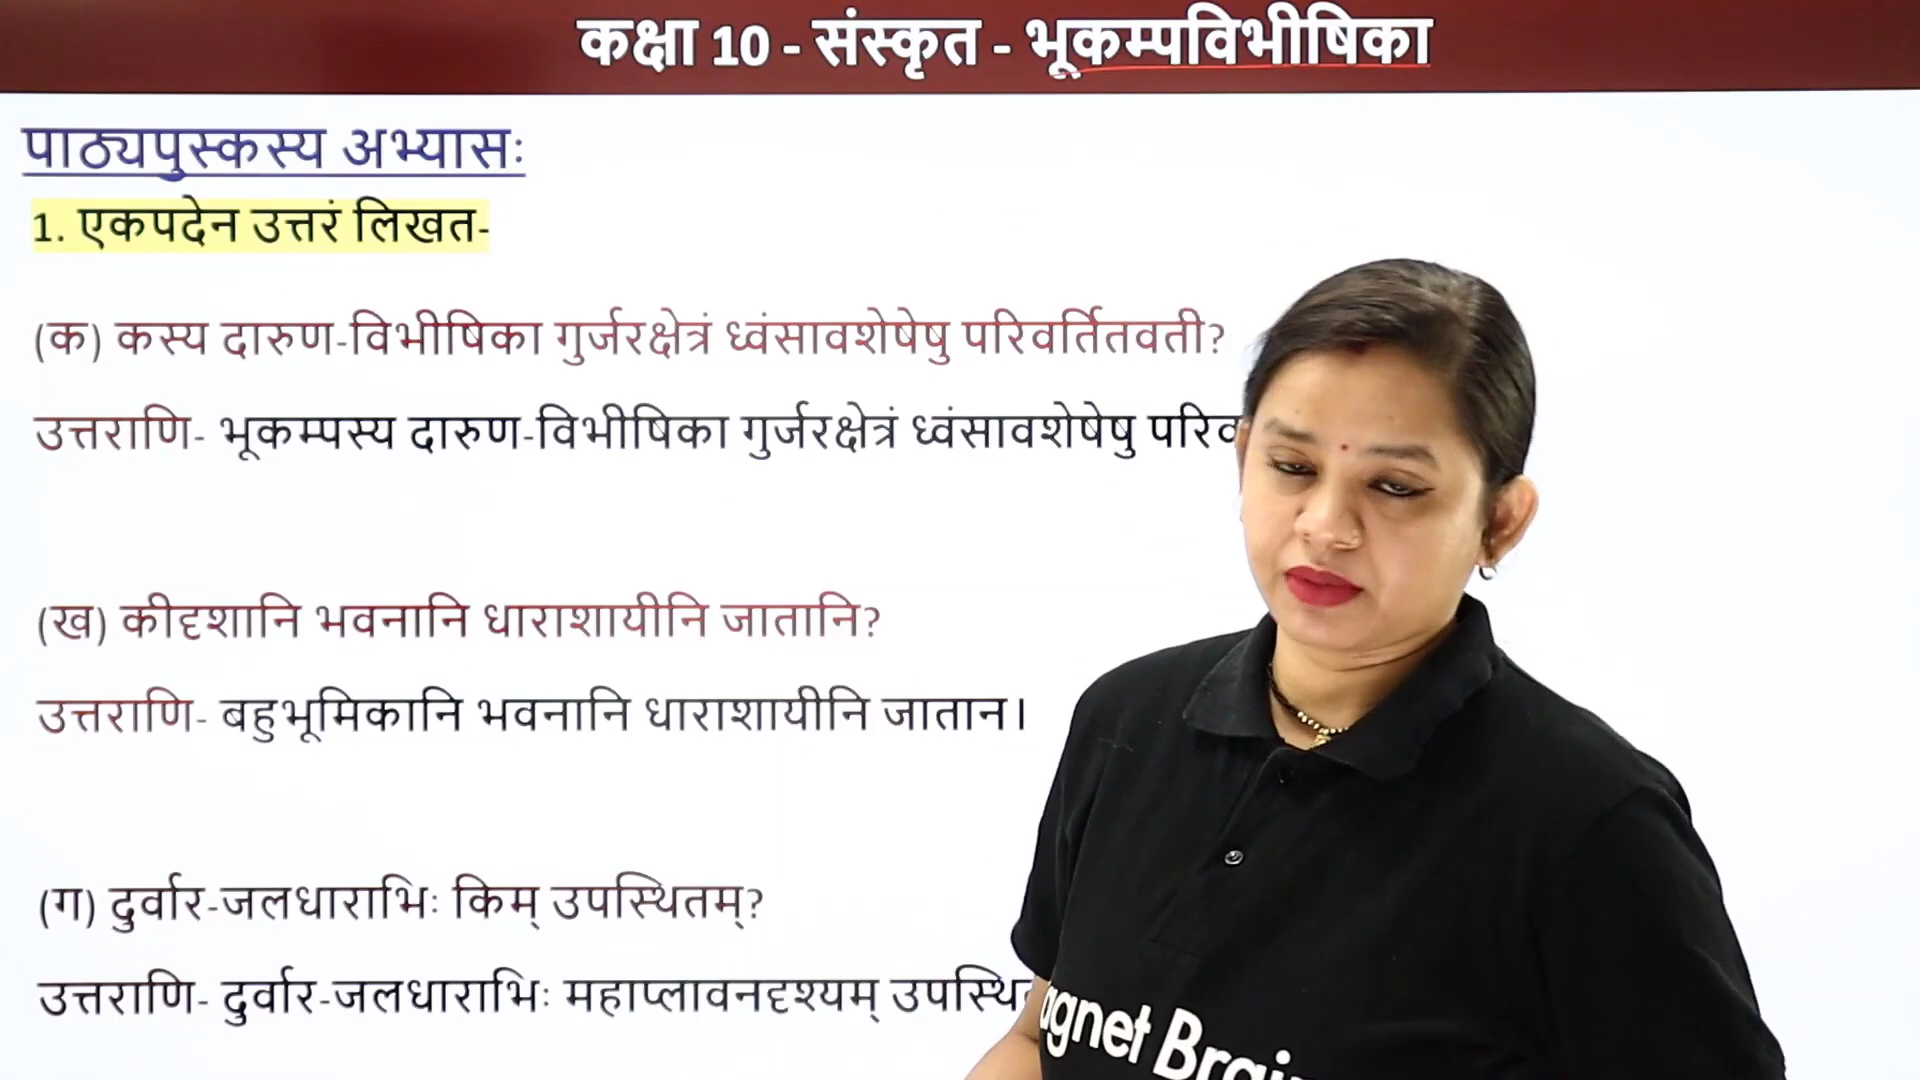 कक्षा 10 - संस्कृत - भूकम्पविभीषिका
पाठ्यपुस्कस्य अभ्यासः
1. एकपदेन उत्तरं लिखत-
(क) कस्य दारुण-विभीषिका गुर्जरक्षेत्रं ध्वंसावशेषेषु परिवर्तितवती?
उत्तराणि- भूकम्पस्य दारुण-विभीषिका गुर्जरक्षेत्रं ध्वंसावशेषेषु
(ख) कीदृशानि भवनानि धाराशायीनि जातानि?
उत्तराणि- बहुभूमिकानि भवनानि धाराशायीनि जातान।
(ग) दुर्वार-जलधाराभिः किम् उपस्थितम्?
उत्तराणि- दुर्वार-जलधाराभिः महाप्लावनदृश्यम्